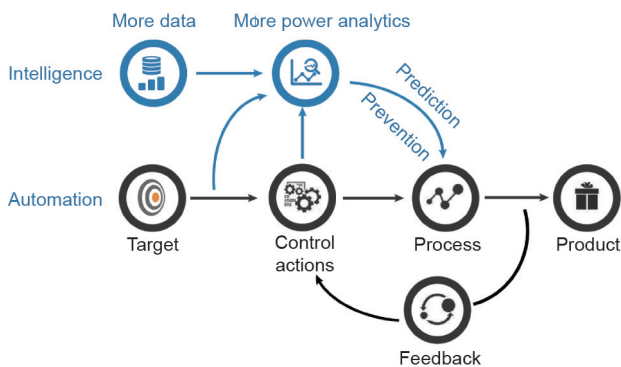 More data
More power analytics
Intelligence
Prediction
Prevention
Automation
Target
Control
actions
Process
Product
Feedback